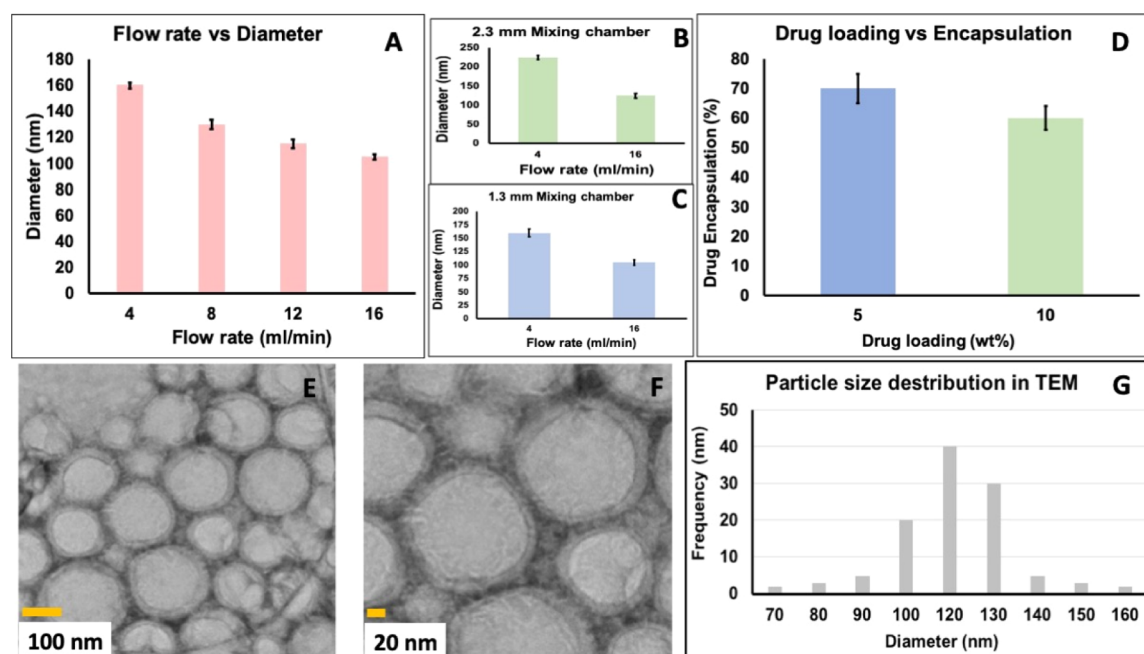 Flow rate vs Diameter
A
Diameter (nm)
180
160
140
120
100
80
60
40
20
0
4 8 12 16
Flow rate (ml/min)
2.3 mm Mixing chamber
B
Diameter (nm)
250
200
150
100
50
0
4 16
Flow rate (ml/min)
1.3 mm Mixing chamber
C
Diameter (nm)
200
175
150
125
100
75
50
25
0
4 16
Flow rate (ml/min)
Drug loading vs Encapsulation
D
Drug Encapsulation (%)
80
70
60
50
40
30
20
10
0
5 10
Drug loading (wt%)
E
100 nm
F
20 nm
Particle size destribution in TEM
G
Frequency (nm)
50
40
30
20
10
0
70 80 90 100 120 130 140 150 160
Diameter (nm)